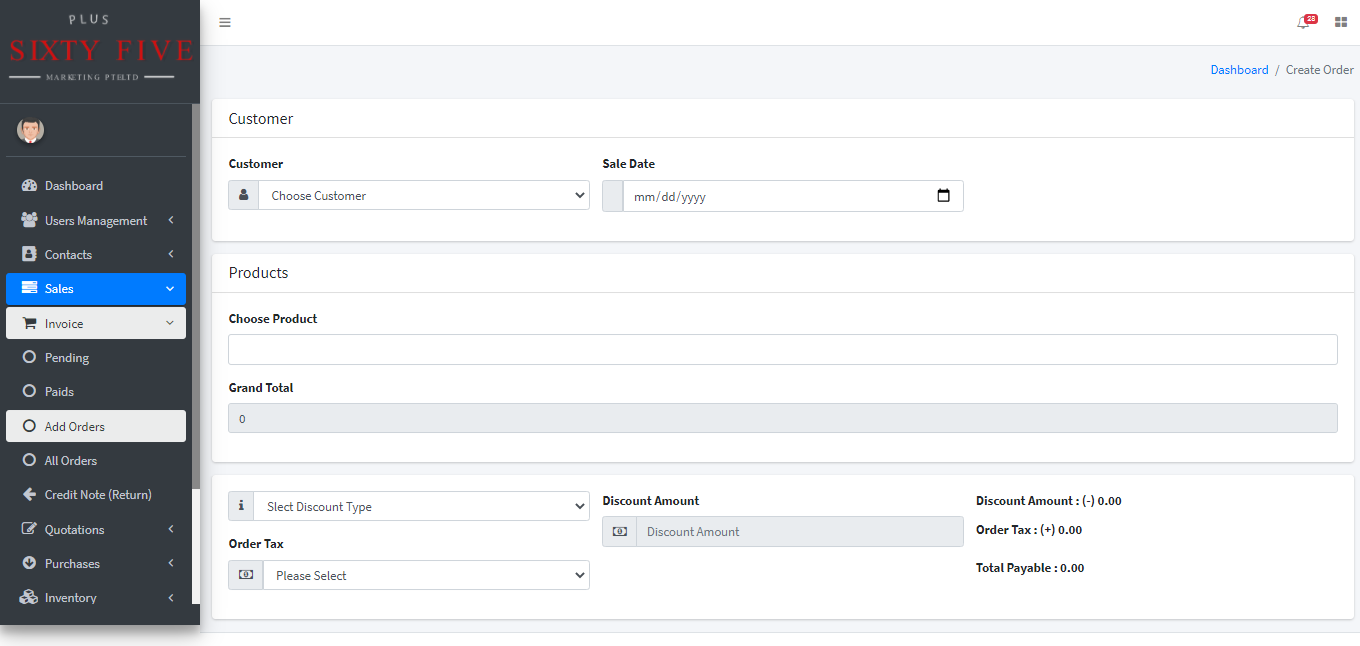 PLUS
SIXTY FIVE
MARKETING PTELTD
28
Dashboard / Create Order
Dashboard
Users Management
Contacts
Sales
Invoice
Pending
Paids
Add Orders
All Orders
Credit Note (Return)
Quotations
Purchases
Inventory
Customer
Customer
Sale Date
Choose Customer
mm/dd/yyyy
Products
Choose Product
Grand Total
0
Slect Discount Type
Order Tax
Please Select
Discount Amount
Discount Amount
Discount Amount : (-) 0.00
Order Tax : (+) 0.00
Total Payable : 0.00